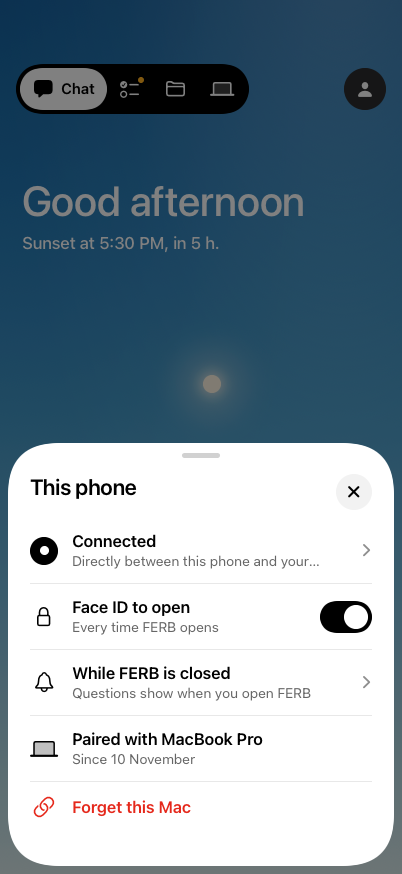 Chat
Good afternoon
Sunset at 5:30 PM, in 5 h.
This phone
Connected
Directly between this phone and your...
Face ID to open
Every time FERB opens
While FERB is closed
Questions show when you open FERB
Paired with MacBook Pro
Since 10 November
Forget this Mac